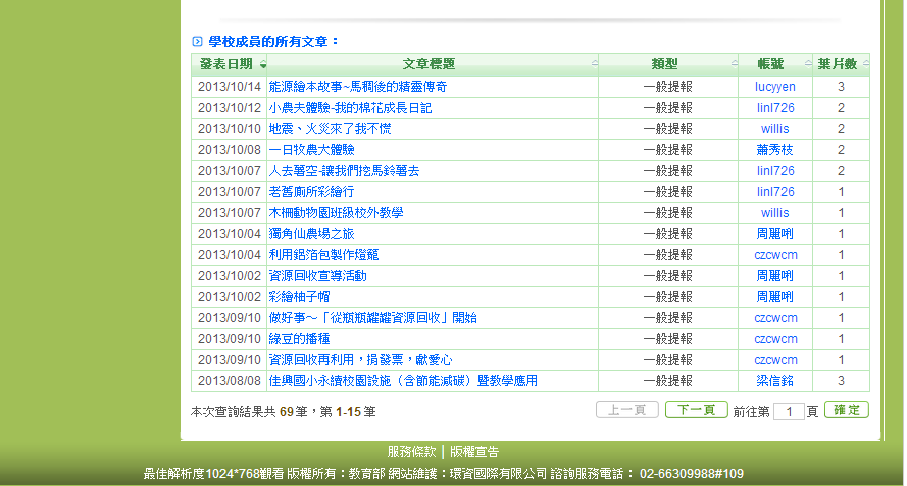 學校成員的所有文章：
發表日期 文章標題 類型 帳號 葉片數
2013/10/14 能源繪本故事~馬稠後的精靈傳奇 一般提報 lucyyen 3
2013/10/12 小農夫體驗-我的棉花成長日記 一般提報 linl726 2
2013/10/10 地震、火災來了我不慌 一般提報 willis 2
2013/10/08 一日牧農大體驗 一般提報 蕭秀枝 2
2013/10/07 人去薯空-讓我們挖馬鈴薯去 一般提報 linl726 2
2013/10/07 老舊廁所彩繪行 一般提報 linl726 1
2013/10/07 木柵動物園班級校外教學 一般提報 willis 1
2013/10/04 獨角仙農場之旅 一般提報 周麗唎 1
2013/10/04 利用鋁箔包製作燈籠 一般提報 czcwcm 1
2013/10/02 資源回收宣導活動 一般提報 周麗唎 1
2013/10/02 彩繪柚子帽 一般提報 周麗唎 1
2013/09/10 做好事～「從瓶瓶罐罐資源回收」開始 一般提報 czcwcm 1
2013/09/10 綠豆的播種 一般提報 czcwcm 1
2013/09/10 資源回收再利用，捐發票，獻愛心 一般提報 czcwcm 1
2013/08/08 佳興國小永續校園設施（含節能減碳）暨教學應用 一般提報 梁信銘 3
本次查詢結果共 69 筆，第 1-15 筆 上一頁 下一頁 前往第 1 頁 確定
服務條款 │ 版權宣告
最佳解析度1024*768觀看 版權所有：教育部 網站維護：環資國際有限公司 諮詢服務電話： 02-66309988#109